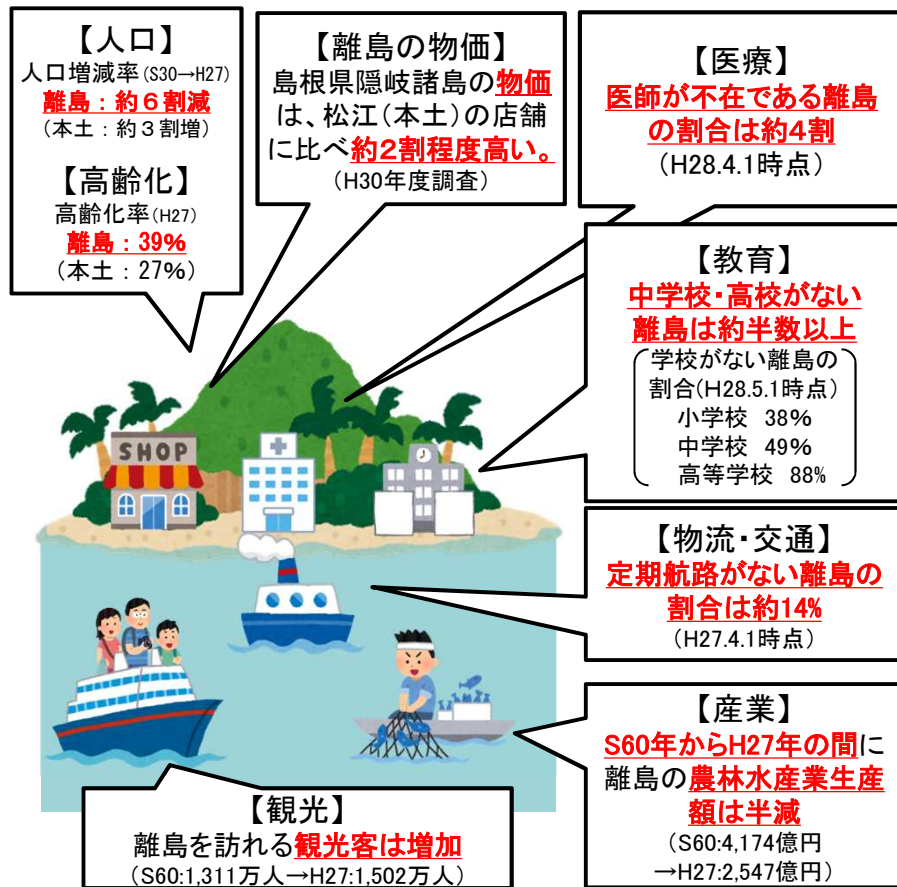 【人口】
人口増減率(S30→H27)
離島：約６割減
(本土：約３割増)
【高齢化】
高齢化率(H27)
離島：39%
(本土：27%)
【離島の物価】
島根県隠岐諸島の物価
は、松江(本土)の店舗
に比べ約2割程度高い。
(H30年度調査)
【医療】
医師が不在である離島
の割合は約4割
(H28.4.1時点)
【教育】
中学校・高校がない
離島は約半数以上
学校がない離島の
割合(H28.5.1時点)
小学校 38%
中学校 49%
高等学校 88%
SHOP
【物流・交通】
定期航路がない離島の
割合は約14%
(H27.4.1時点)
【産業】
S60年からH27年の間に
離島の農林水産業生産
額は半減
(S60:4,174億円
→H27:2,547億円)
【観光】
離島を訪れる観光客は増加
(S60:1,311万人→H27:1,502万人)